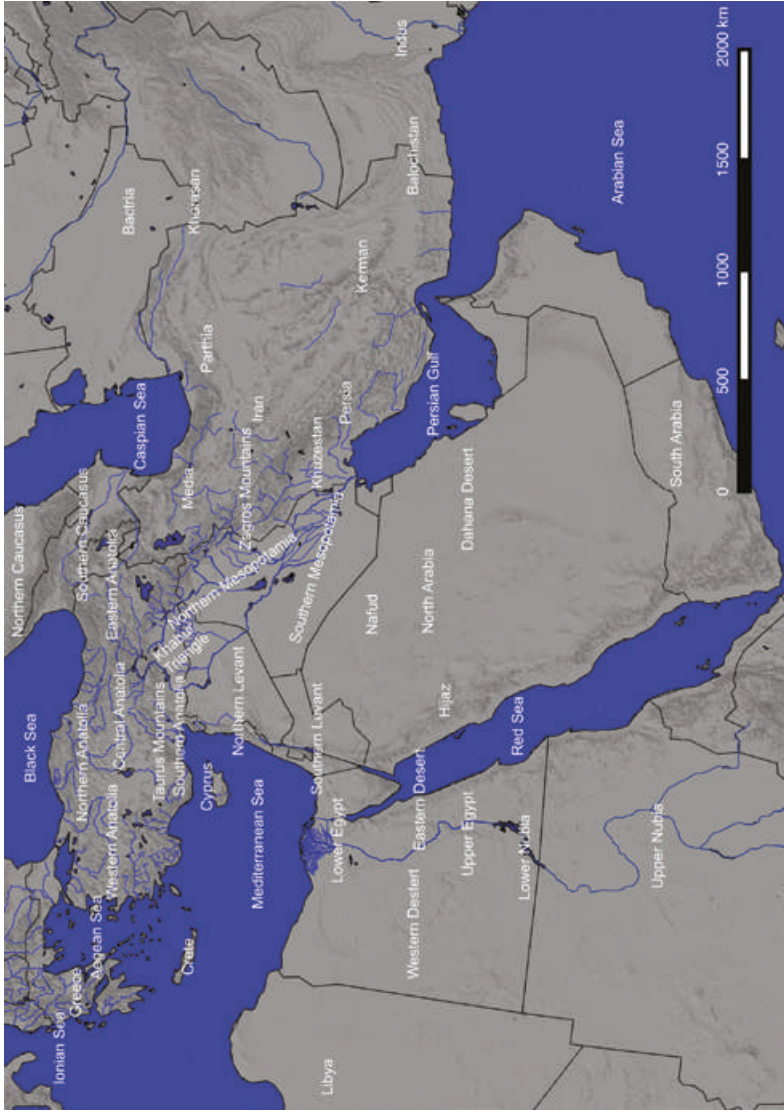 Northern Caucasus
Black Sea
Ionian Sea
Greece
Northern Anatolia
Southern Caucasus
Aegean Sea
Western Anatolia
Central Anatolia
Eastern Anatolia
Caspian Sea
Bactria
Taurus Mountains
Southern Anatolia
Khabur
Triangle
Crete
Media
Khorasan
Cyprus
Parthia
Northern Mesopotamia
Northern Levant
Zagros Mountains
Iran
Mediterranean Sea
Southern Levant
Southern Mesopotamia
Khuzestan
Libya
Lower Egypt
Persia
Kerman
Nafud
Indus
Western Destert
Eastern Desert
Balochistan
North Arabia
Persian Gulf
Hijaz
Upper Egypt
Dahana Desert
Red Sea
Lower Nubia
Arabian Sea
Upper Nubia
South Arabia
0 500 1000 1500 2000 km